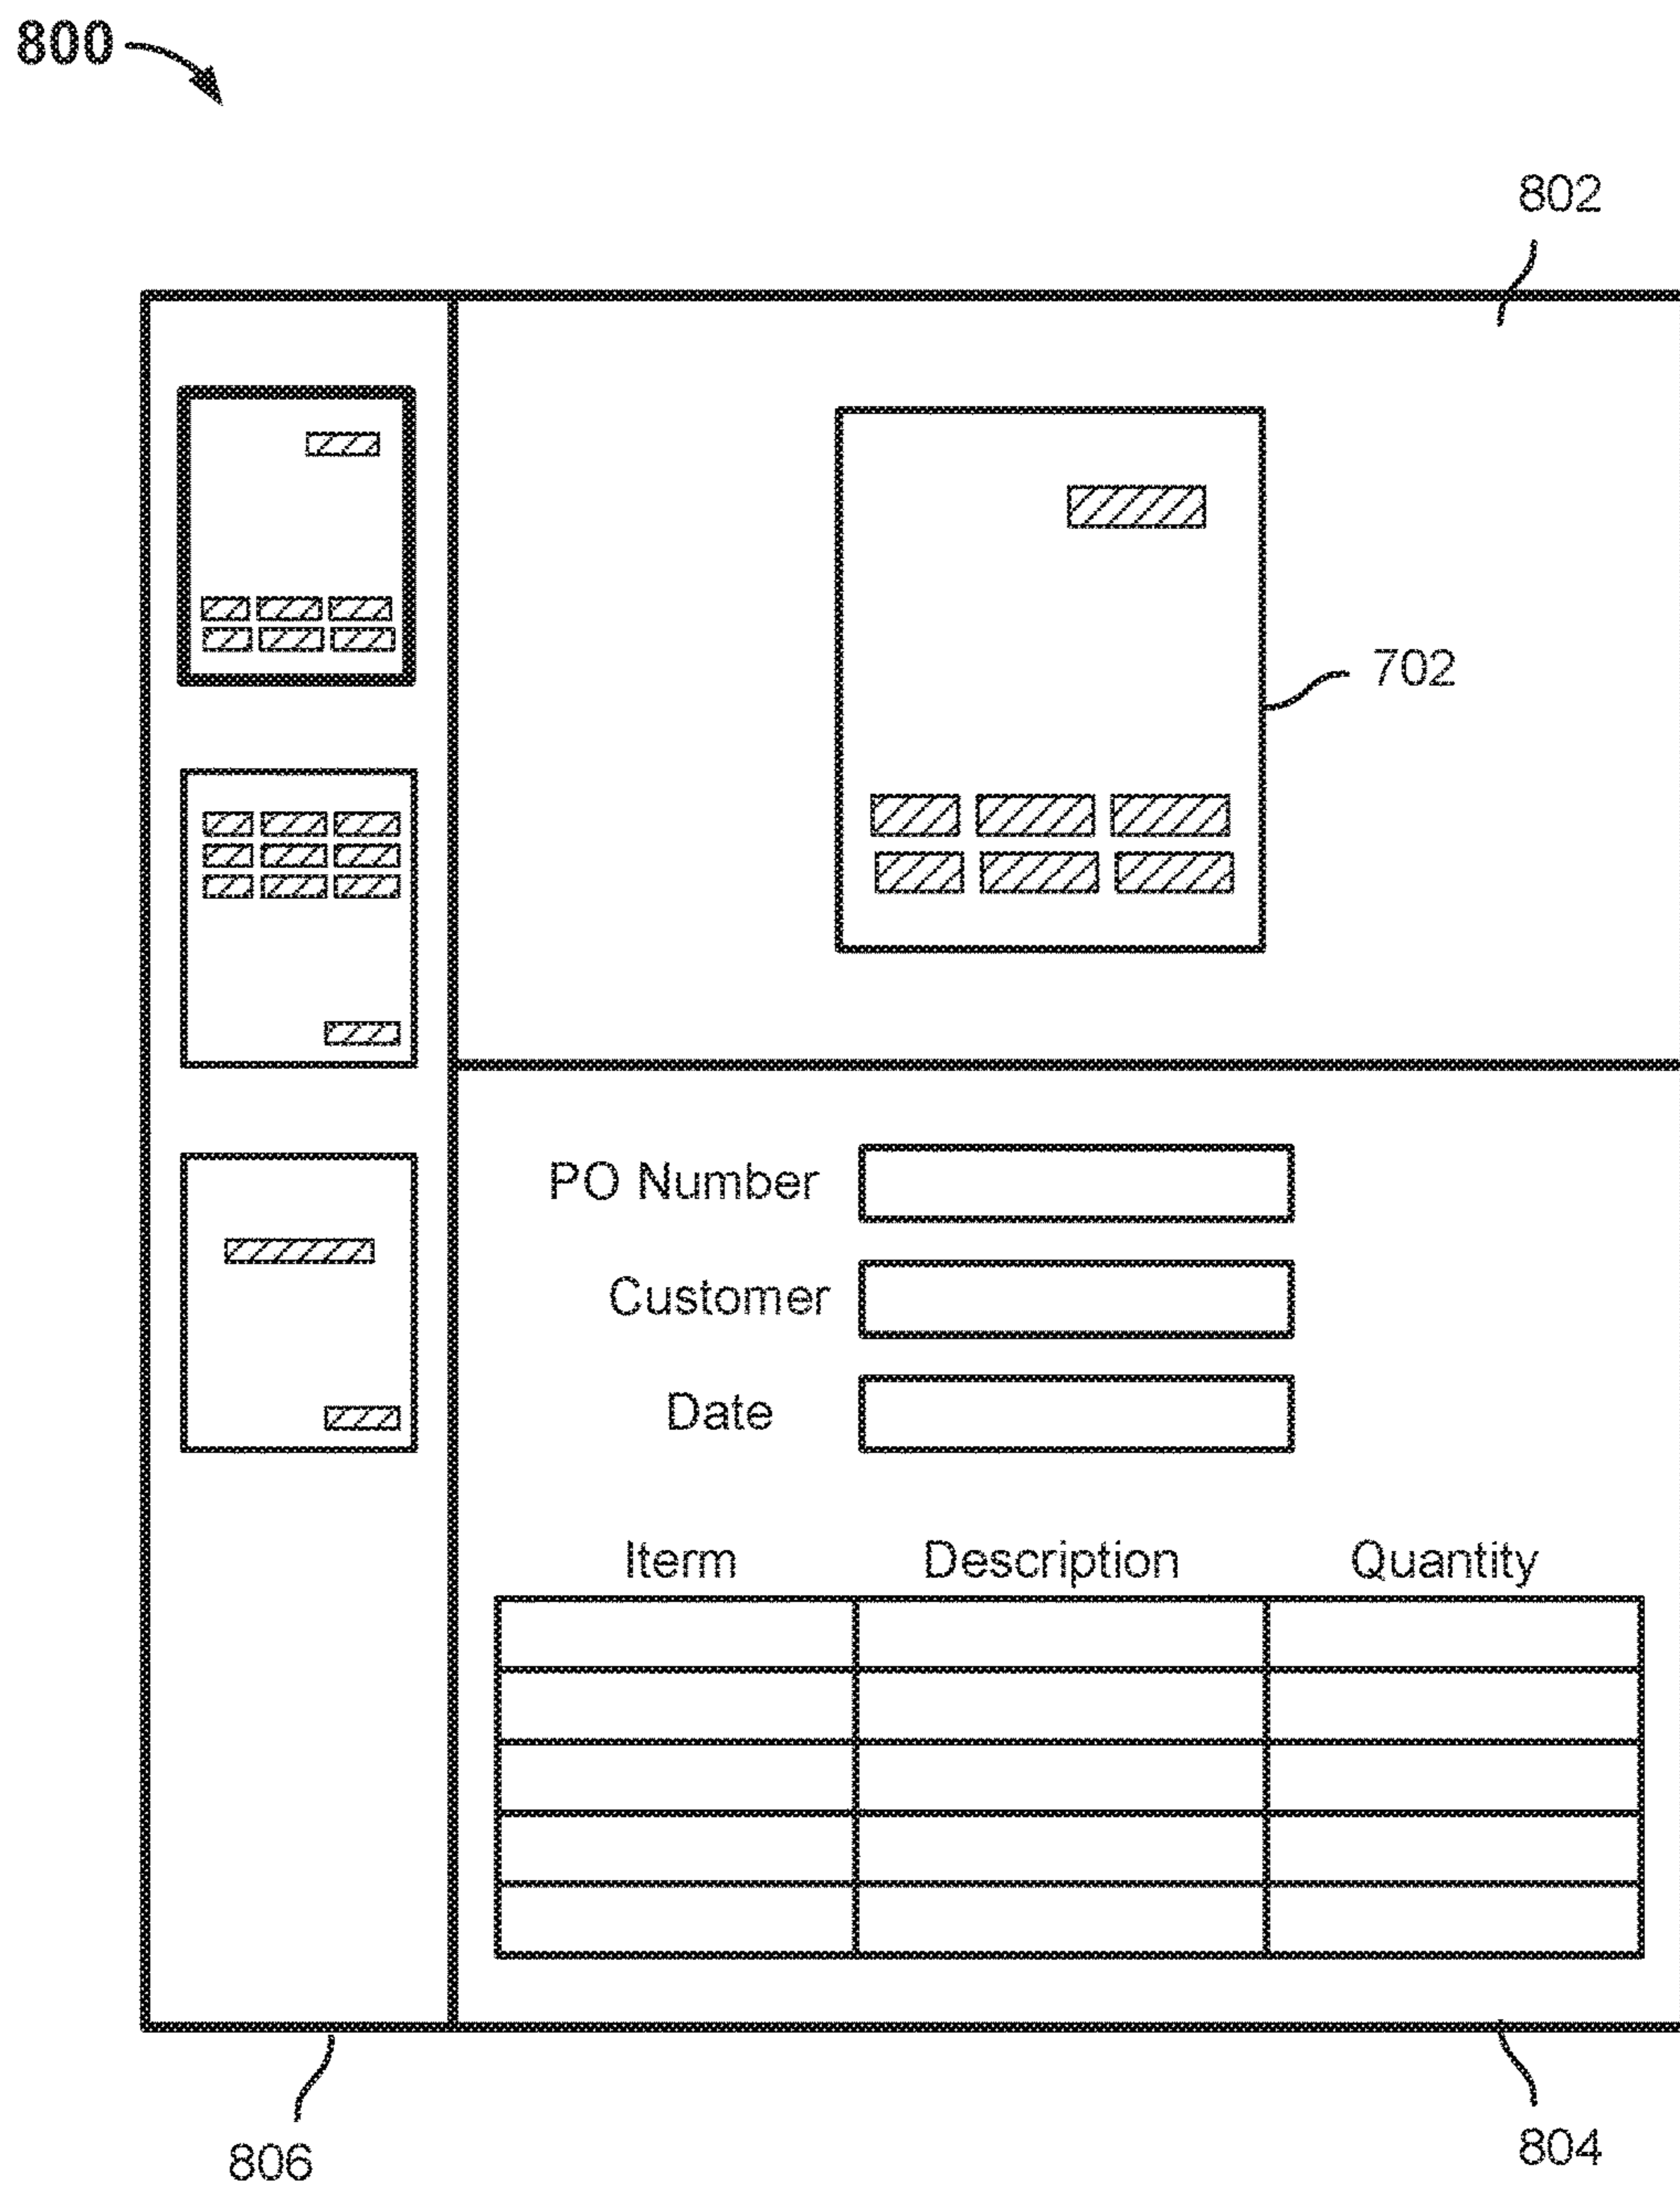 800
802
702
PO Number
Customer
Date
Iterm Description Quantity
806
804